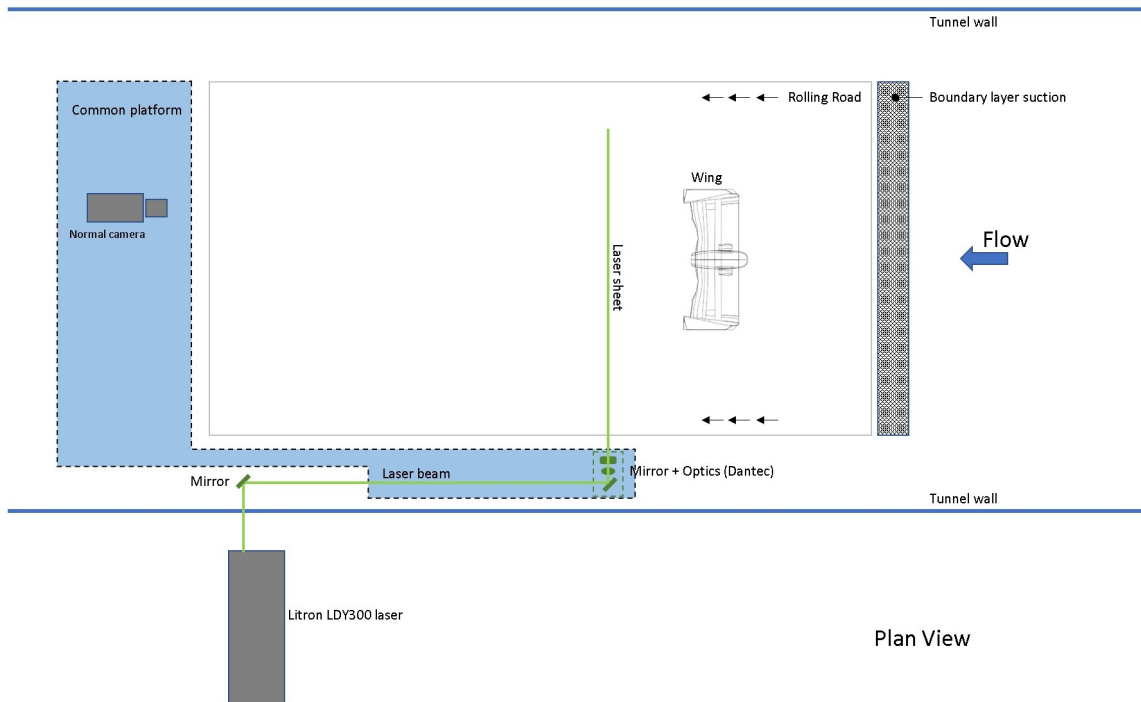 Tunnel wall
Common platform
Rolling Road
Boundary layer suction
Wing
Normal camera
Flow
Laser sheet
Mirror
Laser beam
Mirror + Optics (Dantec)
Tunnel wall
Litron LDY300 laser
Plan View